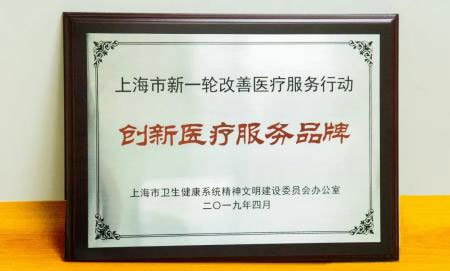 上海市新一轮改善医疗服务行动
创新医疗服务品牌
上海市卫生健康系统精神文明建设委员会办公室
二〇一九年四月